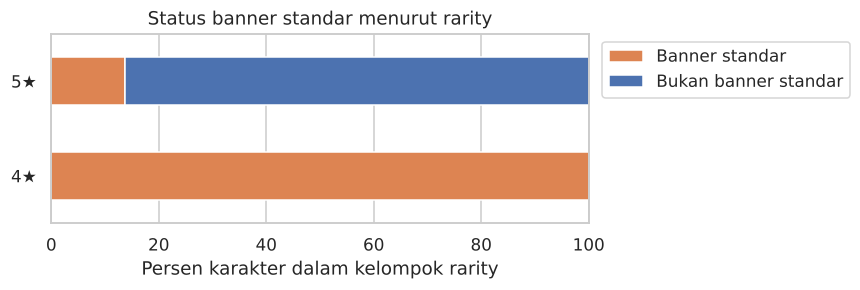 Status banner standar menurut rarity
5★
4★
0 20 40 60 80 100
Persen karakter dalam kelompok rarity
Banner standar
Bukan banner standar